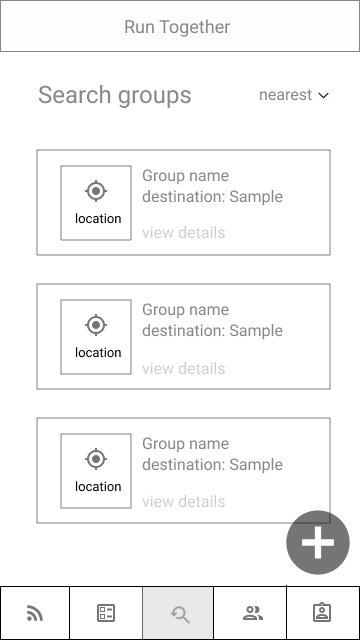 Run Together
Search groups
nearest
Group name
destination: Sample
location
view details
Group name
destination: Sample
location
view details
Group name
destination: Sample
location
view details